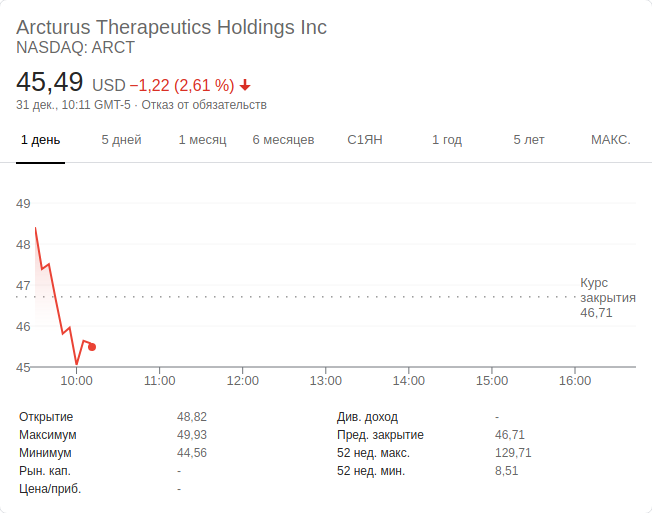 Arcturus Therapeutics Holdings Inc
NASDAQ: ARCT
45,49 USD −1,22 (2,61 %)
31 дек., 10:11 GMT-5 · Отказ от обязательств
1 день 5 дней 1 месяц 6 месяцев С1ЯН 1 год 5 лет МАКС.
49
48
47
46
45
Курс
закрытия
46,71
10:00 11:00 12:00 13:00 14:00 15:00 16:00
Открытие 48,82 Див. доход -
Максимум 49,93 Пред. закрытие 46,71
Минимум 44,56 52 нед. макс. 129,71
Рын. кап. - 52 нед. мин. 8,51
Цена/приб. -